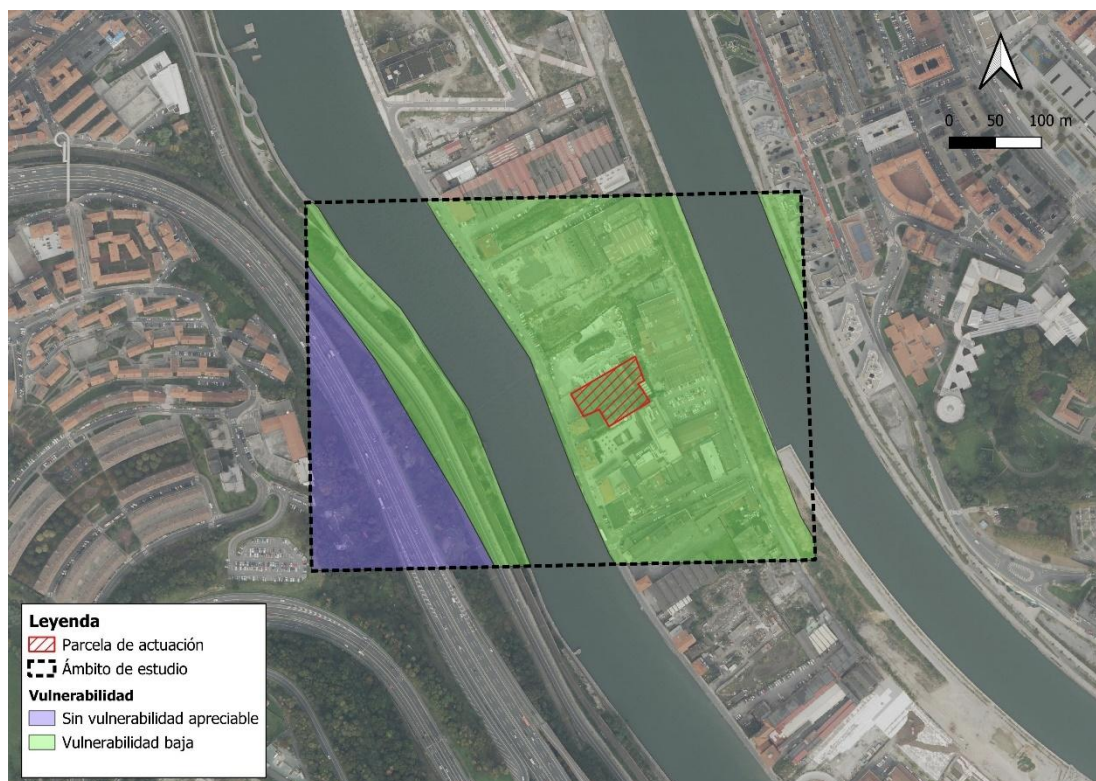 0 50 100 m
Leyenda
Parcela de actuación
Ámbito de estudio
Vulnerabilidad
Sin vulnerabilidad apreciable
Vulnerabilidad baja